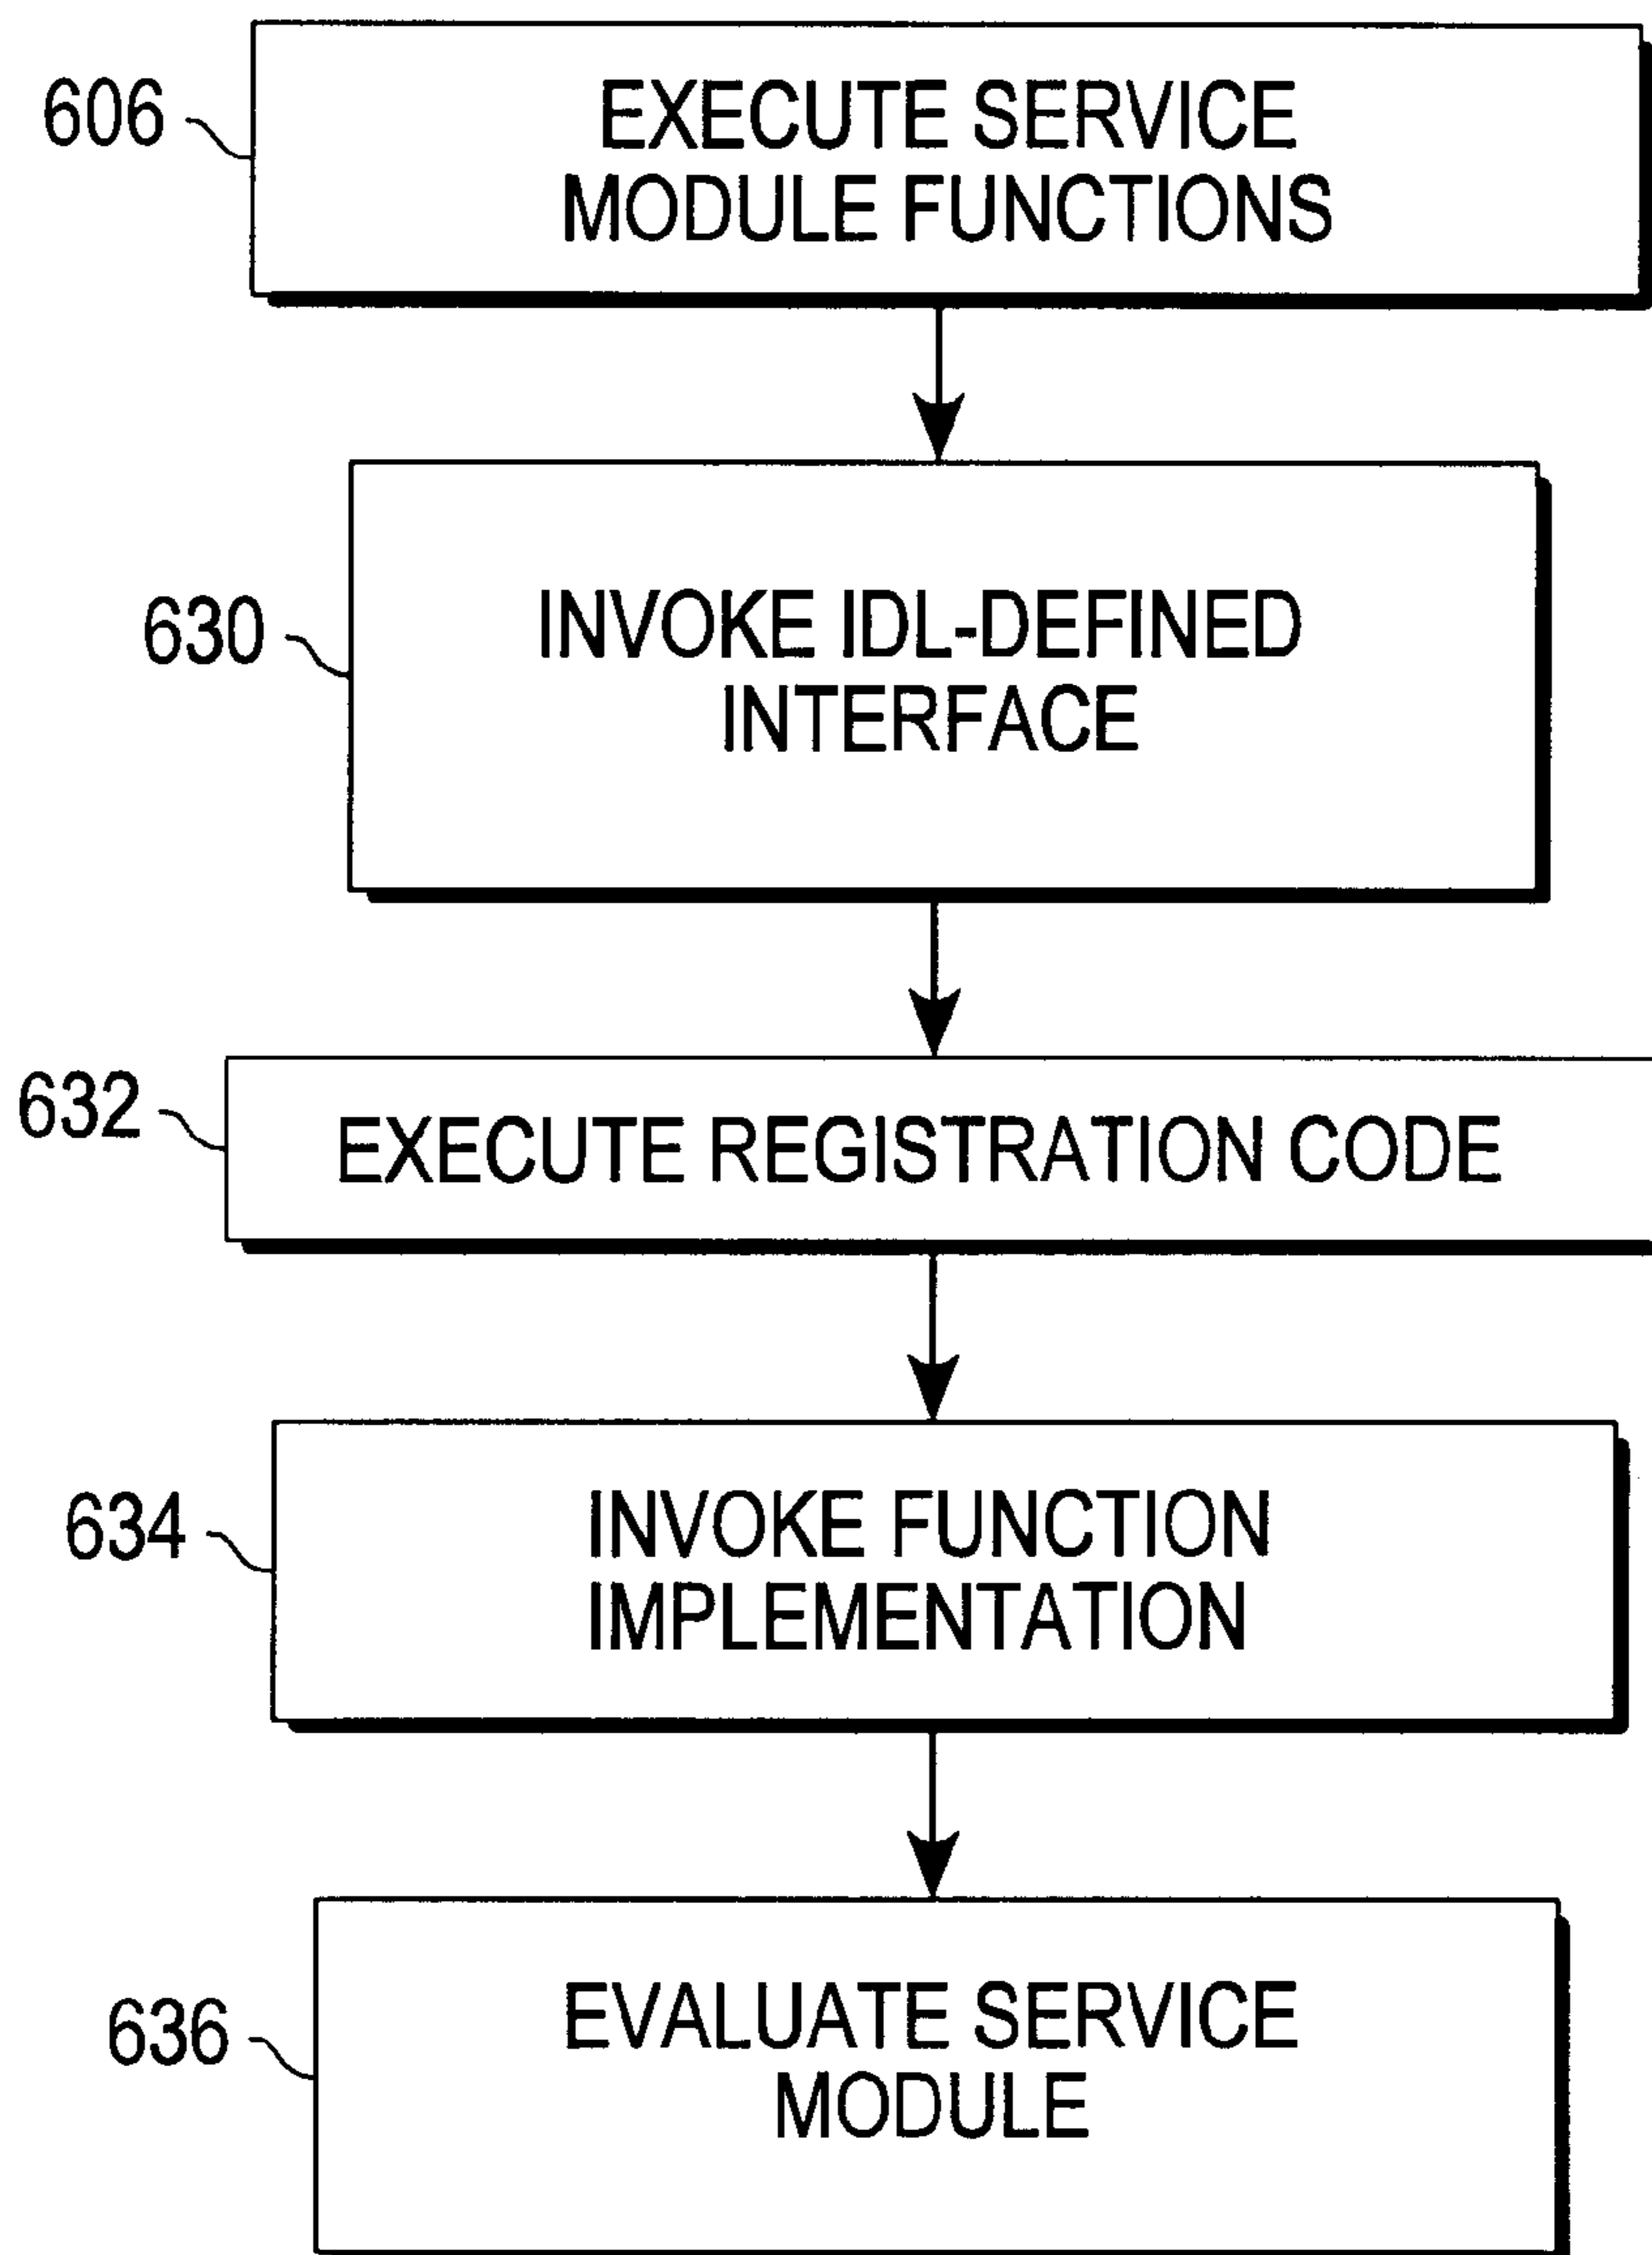 606
EXECUTE SERVICE
MODULE FUNCTIONS
630
INVOKE IDL-DEFINED
INTERFACE
632
EXECUTE REGISTRATION CODE
634
INVOKE FUNCTION
IMPLEMENTATION
636
EVALUATE SERVICE
MODULE